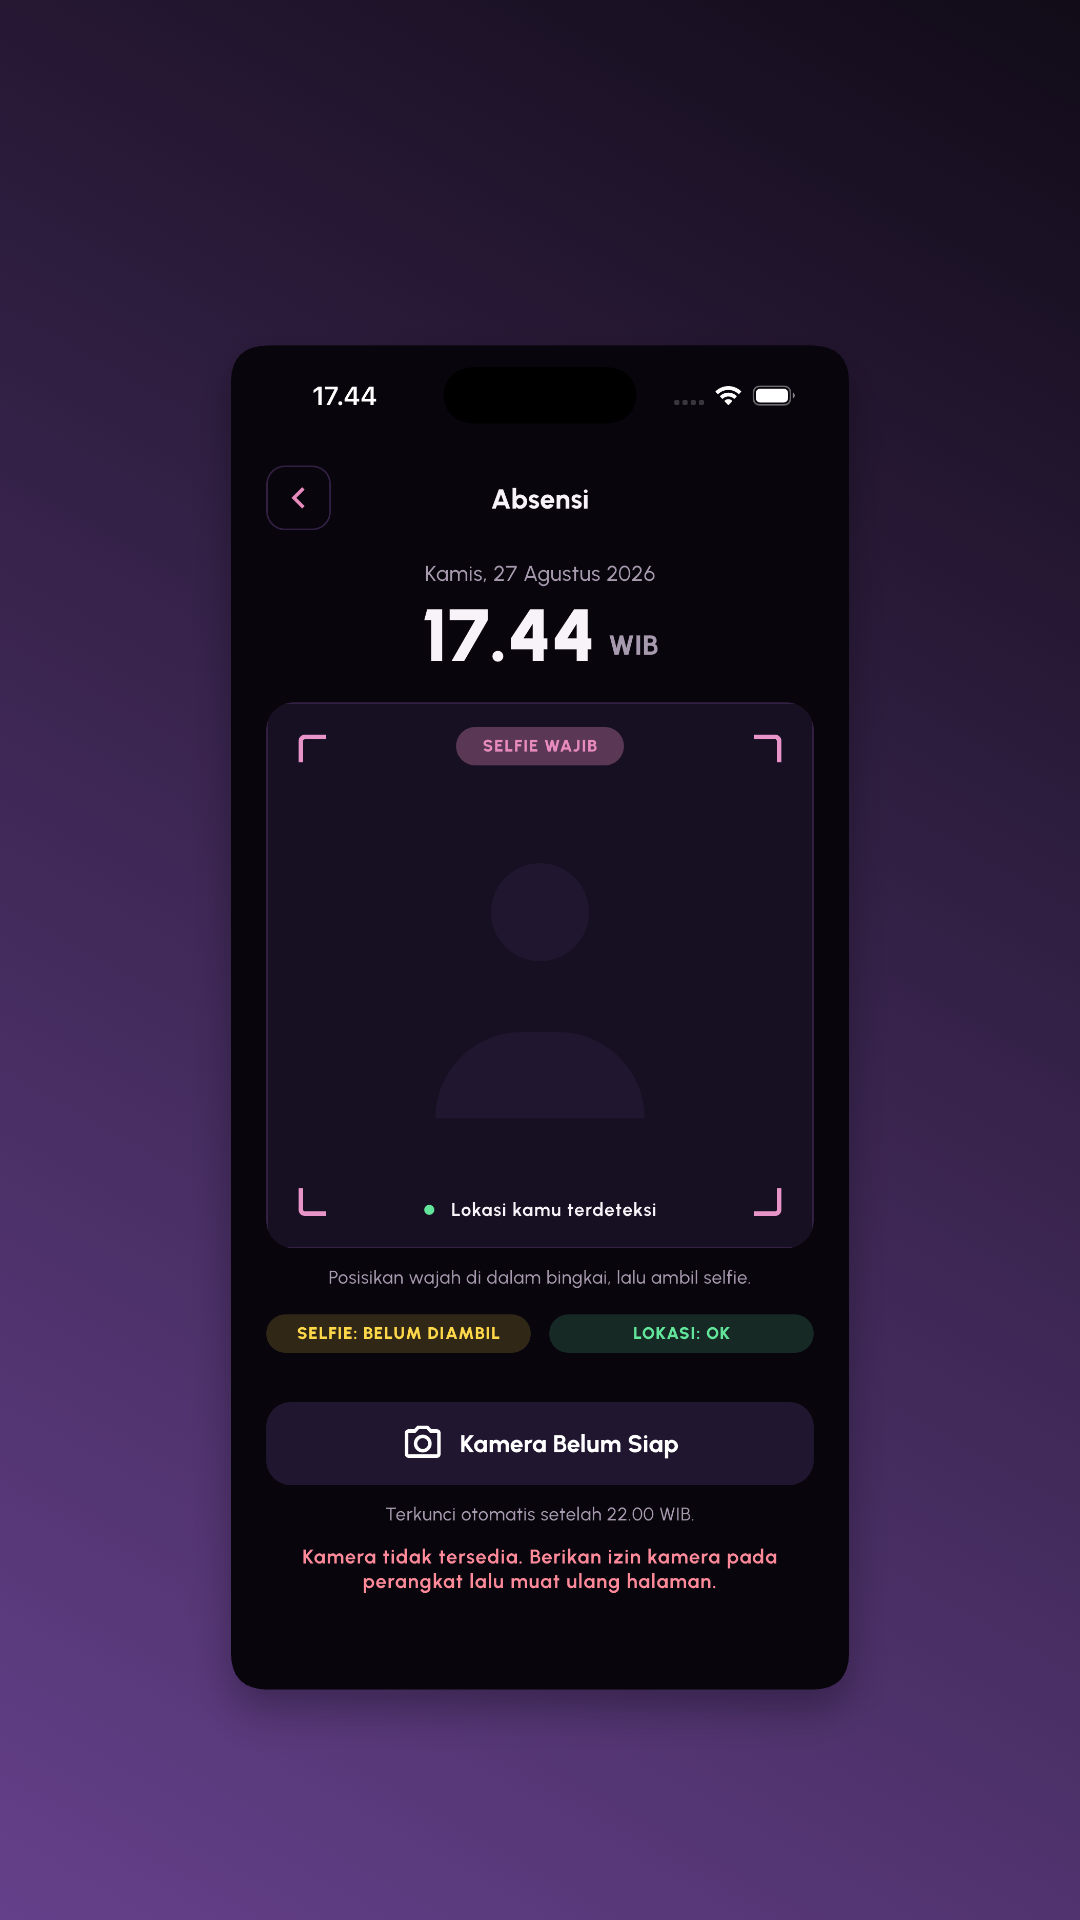 17.44
Absensi
Kamis, 27 Agustus 2026
17.44 WIB
SELFIE WAJIB
Lokasi kamu terdeteksi
Posisikan wajah di dalam bingkai, lalu ambil selfie.
SELFIE: BELUM DIAMBIL
LOKASI: OK
Kamera Belum Siap
Terkunci otomatis setelah 22.00 WIB.
Kamera tidak tersedia. Berikan izin kamera pada
perangkat lalu muat ulang halaman.